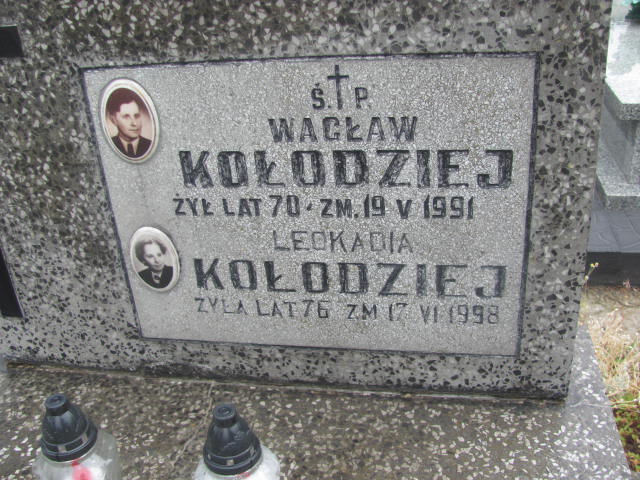 Ś.†P.
WACŁAW
KOŁODZIEJ
ŻYŁ LAT 70 · ZM. 19 V 1991
LEOKADIA
KOŁODZIEJ
ŻYŁA LAT 76 ZM 17 VI 1998